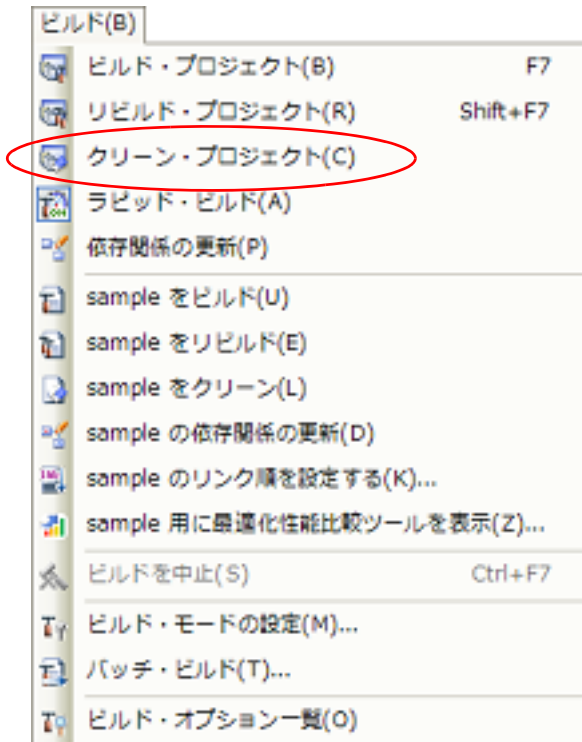 ビルド(B)
ビルド・プロジェクト(B) F7
リビルド・プロジェクト(R) Shift+F7
クリーン・プロジェクト(C)
ラピッド・ビルド(A)
依存関係の更新(P)
sample をビルド(U)
sample をリビルド(E)
sample をクリーン(L)
sample の依存関係の更新(D)
sample のリンク順を設定する(K)...
sample 用に最適化性能比較ツールを表示(Z)...
ビルドを中止(S) Ctrl+F7
ビルド・モードの設定(M)...
バッチ・ビルド(T)...
ビルド・オプション一覧(O)